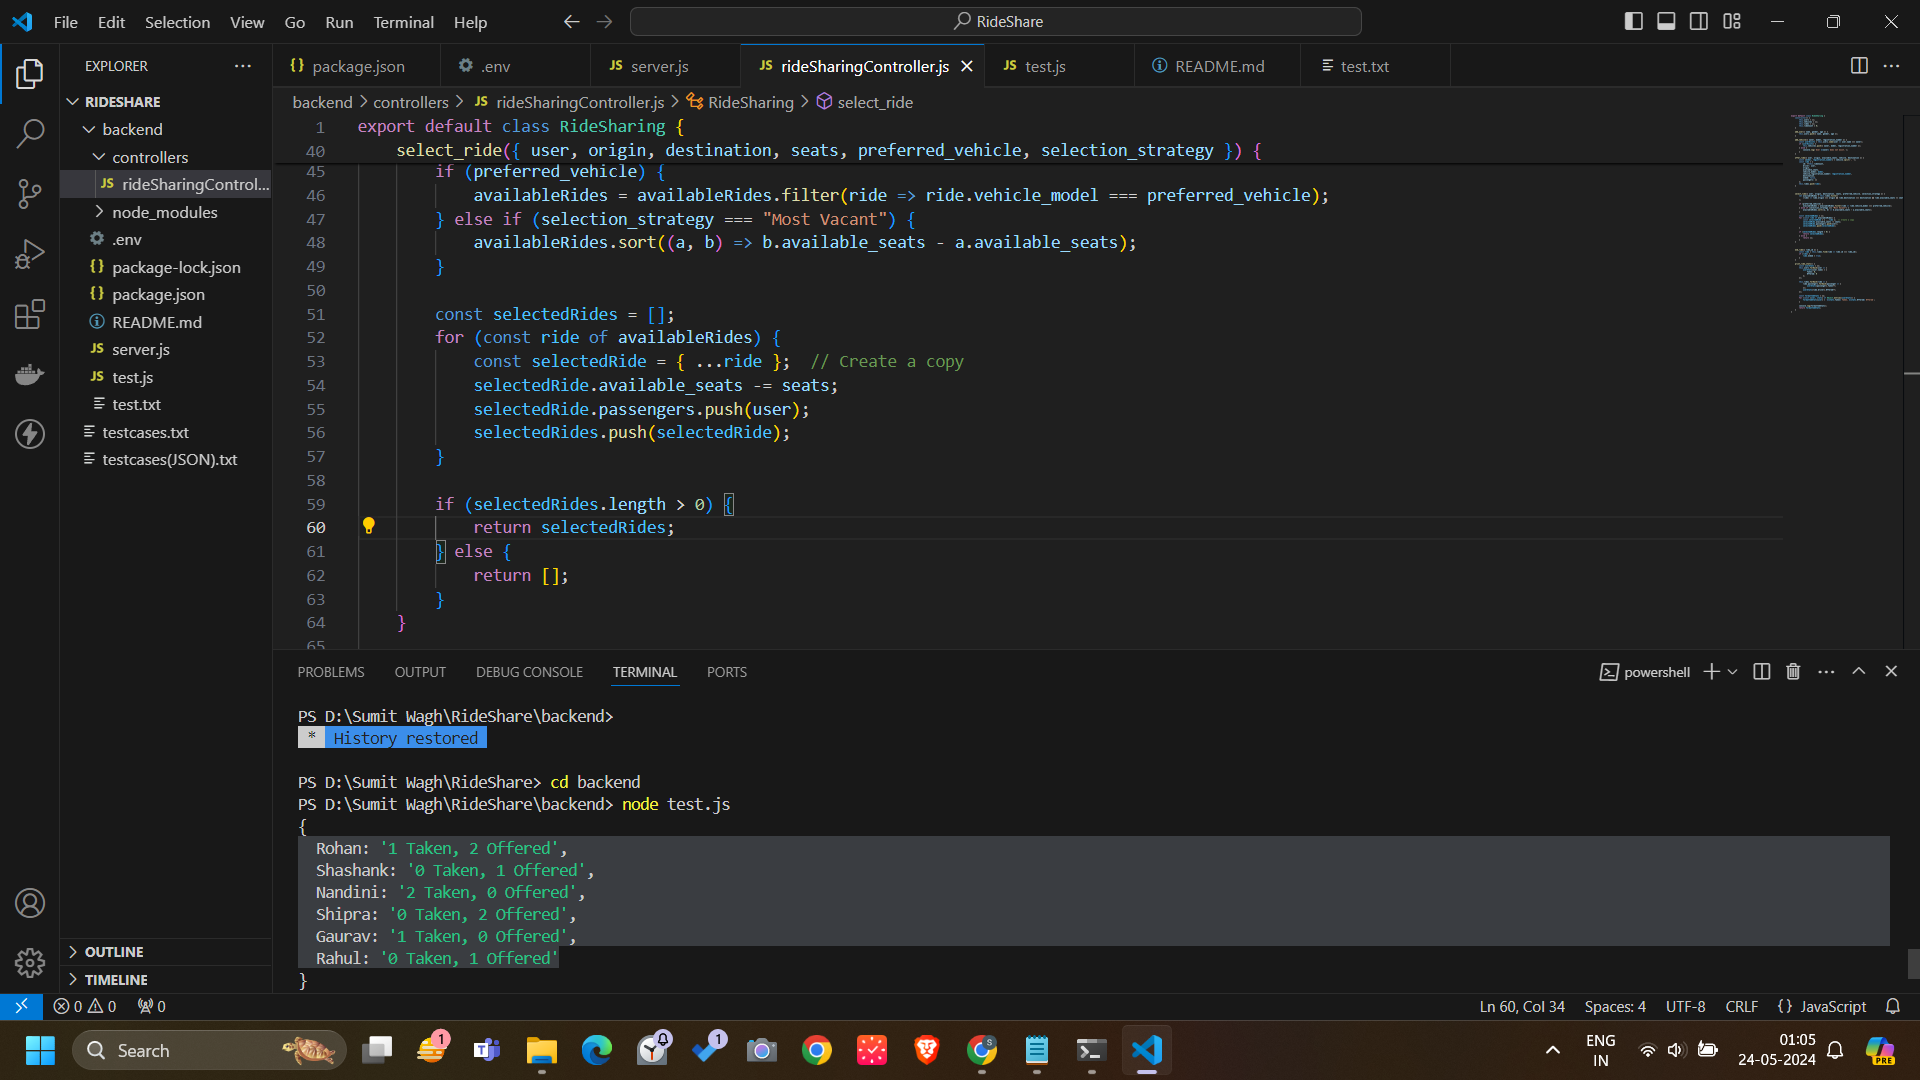 File Edit Selection View Go Run Terminal Help
RideShare
EXPLORER
RIDESHARE
backend
controllers
JS rideSharingControl...
node_modules
.env
{} package-lock.json
{} package.json
README.md
JS server.js
JS test.js
test.txt
testcases.txt
testcases(JSON).txt
OUTLINE
TIMELINE
{} package.json
.env
JS server.js
JS rideSharingController.js
JS test.js
README.md
test.txt
backend > controllers > JS rideSharingController.js > RideSharing > select_ride
1 export default class RideSharing {
40 select_ride({ user, origin, destination, seats, preferred_vehicle, selection_strategy }) {
45 if (preferred_vehicle) {
46 availableRides = availableRides.filter(ride => ride.vehicle_model === preferred_vehicle);
47 } else if (selection_strategy === "Most Vacant") {
48 availableRides.sort((a, b) => b.available_seats - a.available_seats);
49 }
50
51 const selectedRides = [];
52 for (const ride of availableRides) {
53 const selectedRide = { ...ride }; // Create a copy
54 selectedRide.available_seats -= seats;
55 selectedRide.passengers.push(user);
56 selectedRides.push(selectedRide);
57 }
58
59 if (selectedRides.length > 0) {
60 return selectedRides;
61 } else {
62 return [];
63 }
64 }
65
PROBLEMS OUTPUT DEBUG CONSOLE TERMINAL PORTS
powershell
PS D:\Sumit Wagh\RideShare\backend>
* History restored
PS D:\Sumit Wagh\RideShare> cd backend
PS D:\Sumit Wagh\RideShare\backend> node test.js
{
Rohan: '1 Taken, 2 Offered',
Shashank: '0 Taken, 1 Offered',
Nandini: '2 Taken, 0 Offered',
Shipra: '0 Taken, 2 Offered',
Gaurav: '1 Taken, 0 Offered',
Rahul: '0 Taken, 1 Offered'
}
0 0 0
Ln 60, Col 34 Spaces: 4 UTF-8 CRLF {} JavaScript
Search
1
1
S
ENG
IN
01:05
24-05-2024
PRE